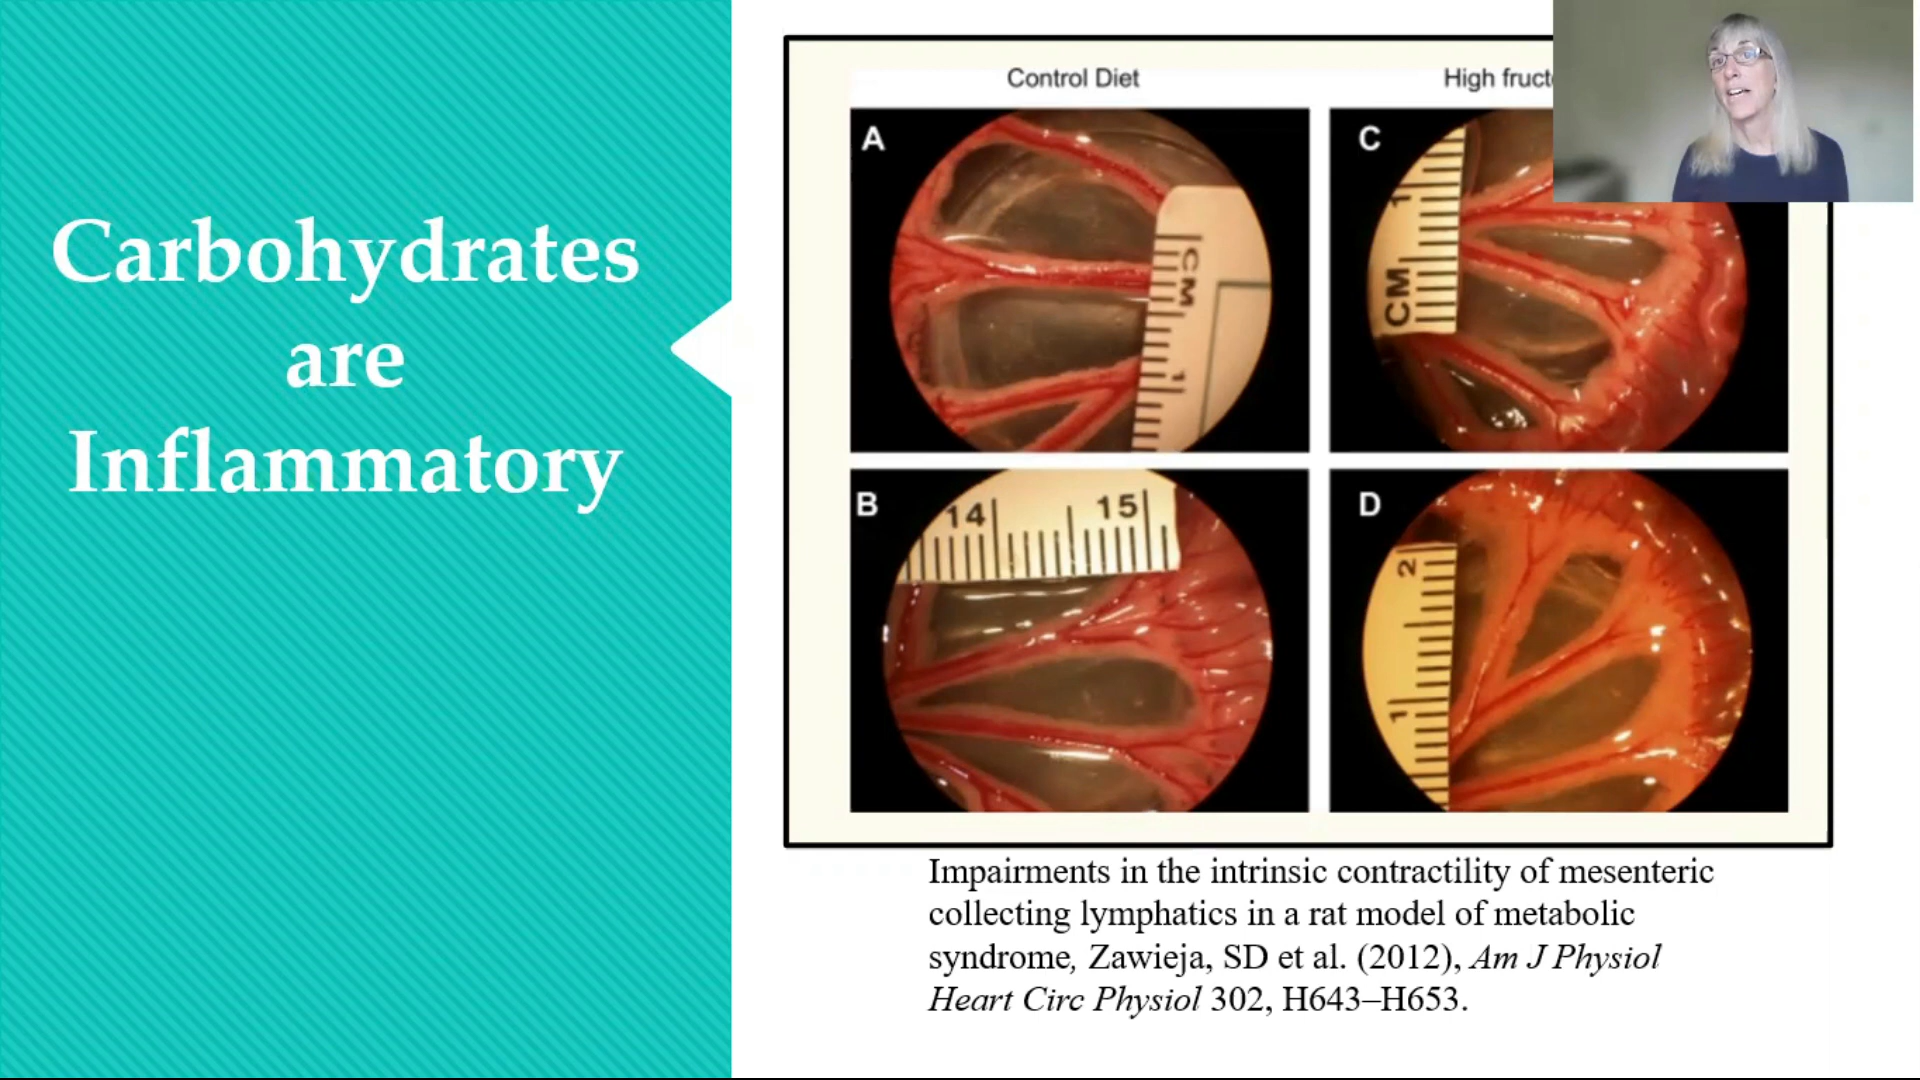 Carbohydrates
are
Inflammatory
Control Diet
High fruct
A
CM
1
C
1
CM
B
14 15
D
2
1
Impairments in the intrinsic contractility of mesenteric
collecting lymphatics in a rat model of metabolic
syndrome, Zawieja, SD et al. (2012), Am J Physiol
Heart Circ Physiol 302, H643–H653.